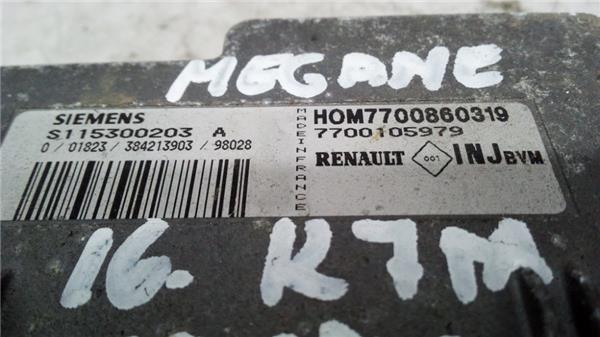 MEGANE
SIEMENS
S115300203 A
0 / 01823 / 384213903 / 98028
MADE IN FRANCE
HOM7700860319
7700105979
RENAULT 001 INJ BVM
16. K7M